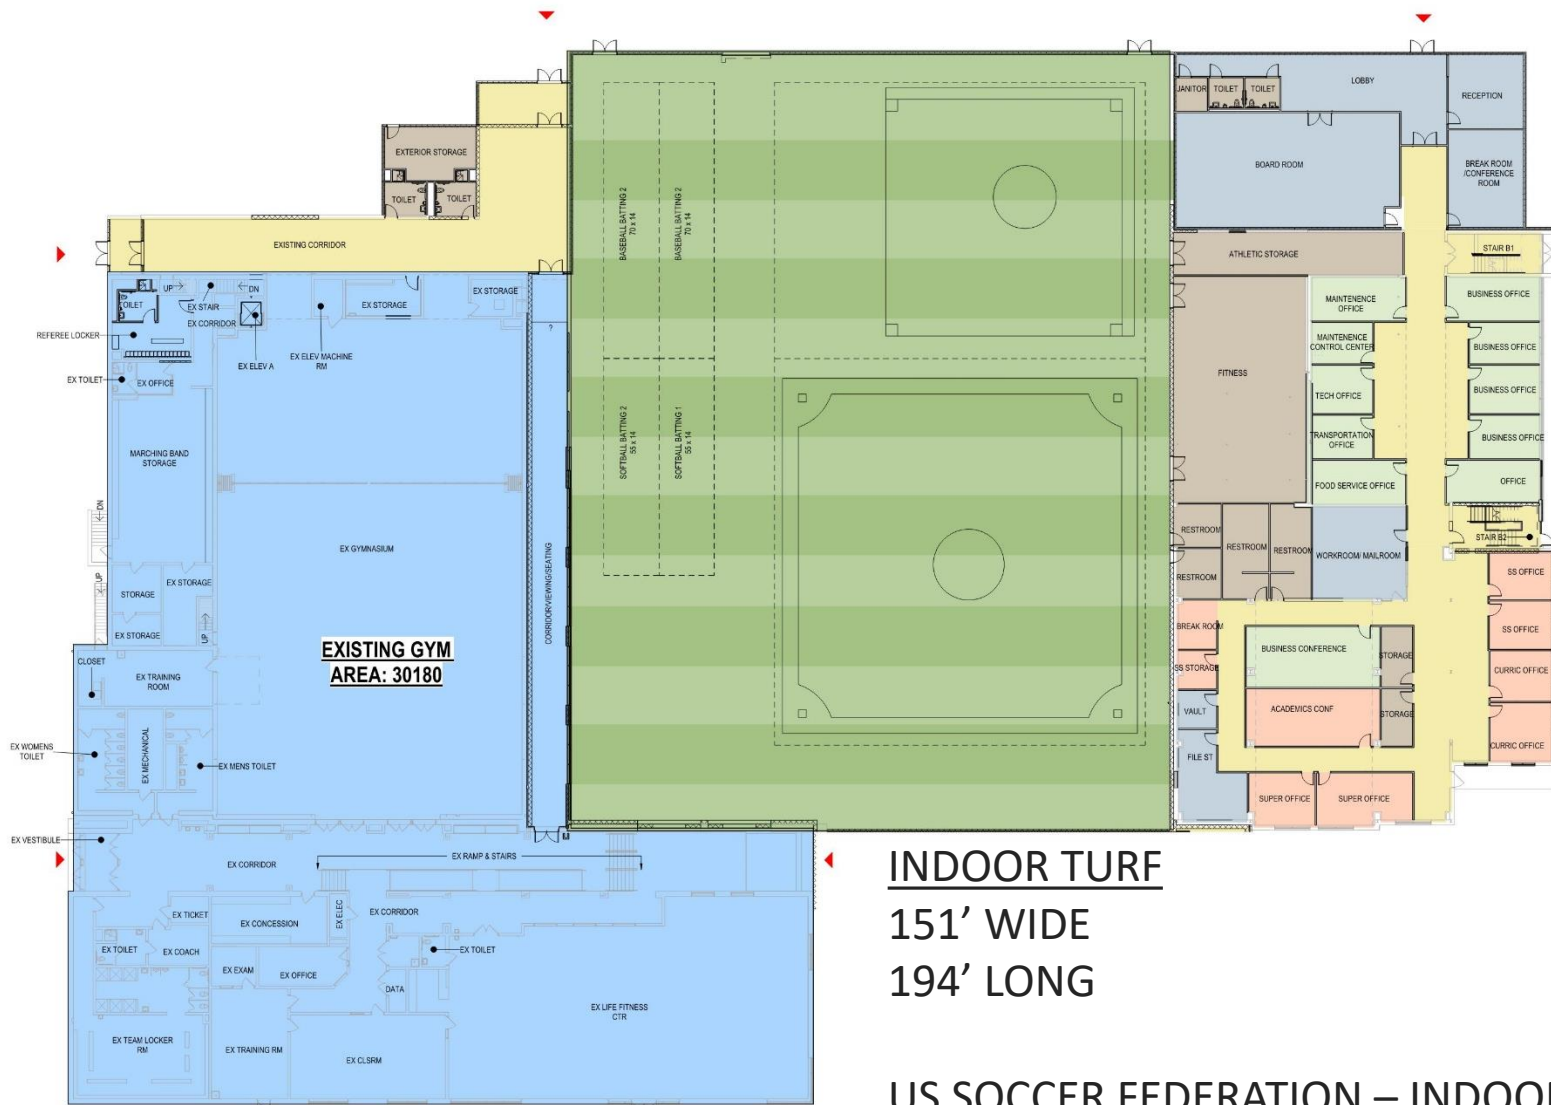 LOBBY
JANITOR
TOILET
TOILET
RECEPTION
BOARD ROOM
BREAK ROOM
/CONFERENCE
ROOM
EXTERIOR STORAGE
TOILET
TOILET
EXISTING CORRIDOR
BASEBALL BATTING 2
70 x 14
BASEBALL BATTING 2
70 x 14
ATHLETIC STORAGE
STAIR B1
UP
DN
EX STAIR
TOILET
EX CORRIDOR
EX STORAGE
EX STORAGE
REFEREE LOCKER
EX ELEV MACHINE
RM
EX ELEV A
?
EX TOILET
EX OFFICE
MAINTENENCE
OFFICE
BUSINESS OFFICE
MAINTENENCE
CONTROL CENTER
BUSINESS OFFICE
FITNESS
TECH OFFICE
BUSINESS OFFICE
TRANSPORTATION
OFFICE
BUSINESS OFFICE
FOOD SERVICE OFFICE
OFFICE
MARCHING BAND
STORAGE
SOFTBALL BATTING 2
55 x 14
SOFTBALL BATTING 1
55 x 14
DN
EX GYMNASIUM
CORRIDOR/VIEWING/SEATING
RESTROOM
RESTROOM
RESTROOM
WORKROOM/ MAILROOM
STAIR B2
RESTROOM
SS OFFICE
UP
STORAGE
EX STORAGE
EX STORAGE
UP
BREAK ROOM
SS OFFICE
EXISTING GYM
AREA: 30180
BUSINESS CONFERENCE
STORAGE
SS STORAGE
CURRIC OFFICE
CLOSET
EX TRAINING
ROOM
VAULT
ACADEMICS CONF
STORAGE
EX WOMENS
TOILET
EX MECHANICAL
EX MENS TOILET
FILE ST
CURRIC OFFICE
SUPER OFFICE
SUPER OFFICE
EX VESTIBULE
EX CORRIDOR
EX RAMP & STAIRS
EX TICKET
EX CONCESSION
EX ELEC
EX CORRIDOR
EX TOILET
EX COACH
EX TOILET
EX EXAM
EX OFFICE
DATA
EX LIFE FITNESS
CTR
EX TEAM LOCKER
RM
EX TRAINING RM
EX CLSRM
INDOOR TURF
151’ WIDE
194’ LONG
US SOCCER FEDERATION – INDOOR